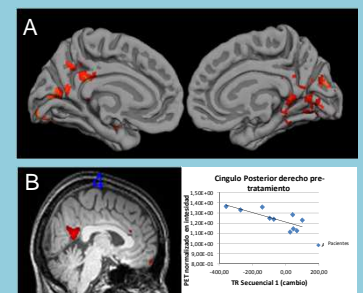 A
B
Cingulo Posterior derecho pre-
tratamiento
PET normalizado en intesidad
1,50E+00
1,40E+00
1,30E+00
1,20E+00
1,10E+00
1,00E+00
9,00E-01
8,00E-01
-400,00 -200,00 0,00 200,00
Pacientes
TR Secuencial 1 (cambio)